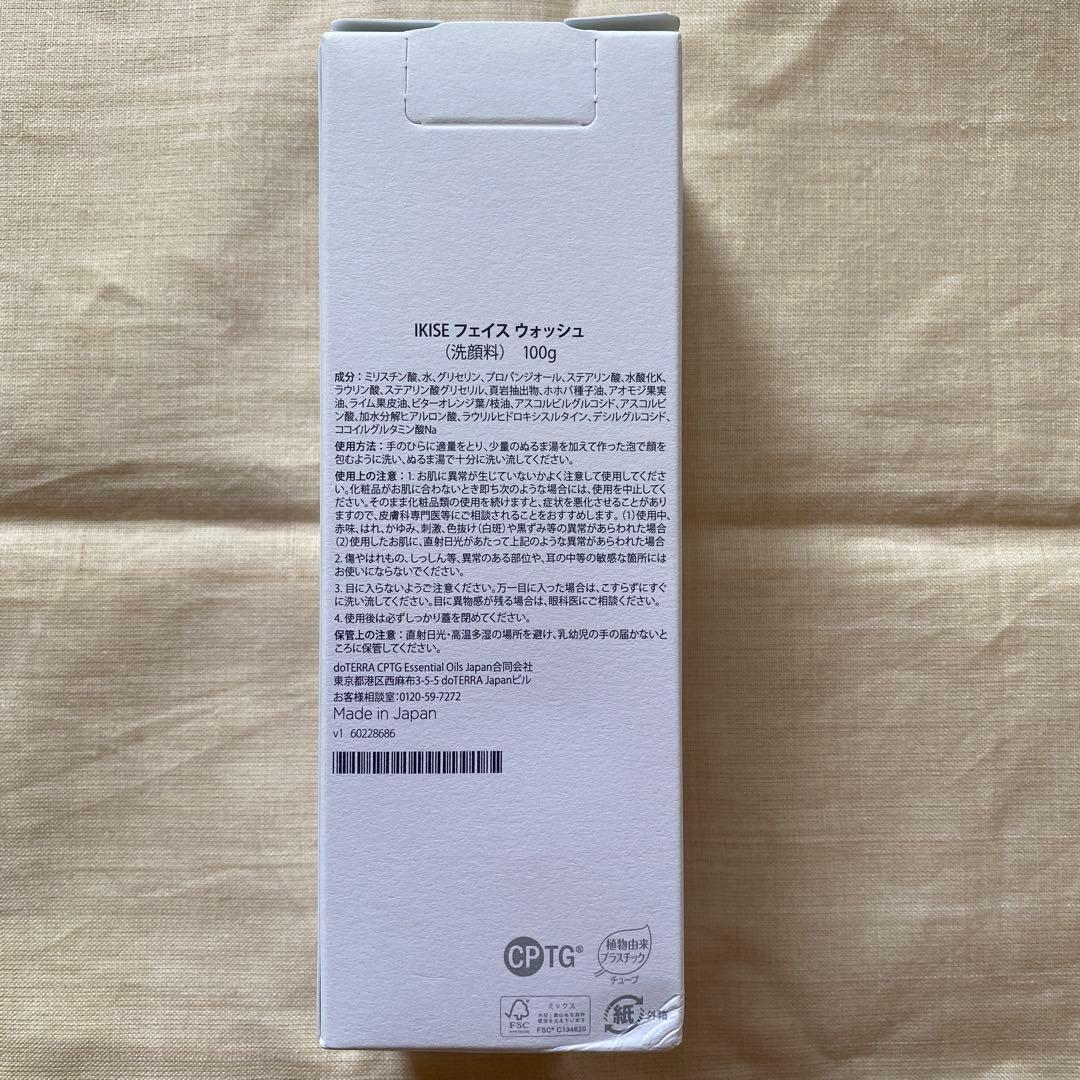 IKISE フェイス ウォッシュ
（洗顔料） 100g
成分：ミリスチン酸、水、グリセリン、プロパンジオール、ステアリン酸、水酸化K、
ラウリン酸、ステアリン酸グリセリル、頁岩抽出物、ホホバ種子油、アオモジ果実
油、ライム果皮油、ビターオレンジ葉/枝油、アスコルビルグルコシド、アスコルビ
ン酸、加水分解ヒアルロン酸、ラウリルヒドロキシスルタイン、デシルグルコシド、
ココイルグルタミン酸Na
使用方法：手のひらに適量をとり、少量のぬるま湯を加えて作った泡で顔を
包むように洗い、ぬるま湯で十分に洗い流してください。
使用上の注意：1. お肌に異常が生じていないかよく注意して使用してくださ
い。化粧品がお肌に合わないとき即ち次のような場合には、使用を中止してく
ださい。そのまま化粧品類の使用を続けますと、症状を悪化させることがあり
ますので、皮膚科専門医等にご相談されることをおすすめします。（1）使用中、
赤味、はれ、かゆみ、刺激、色抜け（白斑）や黒ずみ等の異常があらわれた場合
（2）使用したお肌に、直射日光があたって上記のような異常があらわれた場合
2. 傷やはれもの、しっしん等、異常のある部位や、耳の中等の敏感な箇所には
お使いにならないでください。
3. 目に入らないようご注意ください。万一目に入った場合は、こすらずにすぐ
に洗い流してください。目に異物感が残る場合は、眼科医にご相談ください。
4. 使用後は必ずしっかり蓋を閉めてください。
保管上の注意：直射日光・高温多湿の場所を避け、乳幼児の手の届かないと
ころに保管してください。
doTERRA CPTG Essential Oils Japan合同会社
東京都港区西麻布3-5-5 doTERRA Japanビル
お客様相談室：0120-59-7272
Made in Japan
v1 60228686
CPTG®
植物由来
プラスチック
チューブ
ミックス
FSC
FSC® C134620
紙 外箱